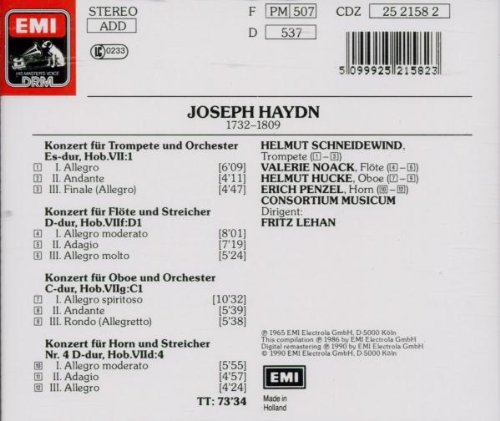 EMI
HIS MASTER'S VOICE
DRM
STEREO
ADD
LC 0233
F PM 507
D 537
CDZ 25 2158 2
5 099925 215823
JOSEPH HAYDN
1732–1809
Konzert für Trompete und Orchester
Es-dur, Hob.VII:1
1 I. Allegro [6'09]
2 II. Andante [4'11]
3 III. Finale (Allegro) [4'47]
Konzert für Flöte und Streicher
D-dur, Hob.VIIf:D1
4 I. Allegro moderato [8'01]
5 II. Adagio [7'19]
6 III. Allegro molto [5'24]
Konzert für Oboe und Orchester
C-dur, Hob.VIIg:C1
7 I. Allegro spiritoso [10'32]
8 II. Andante [5'39]
9 III. Rondo (Allegretto) [5'38]
Konzert für Horn und Streicher
Nr. 4 D-dur, Hob.VIId:4
10 I. Allegro moderato [5'55]
11 II. Adagio [4'57]
12 III. Allegro [4'24]
TT: 73'34
HELMUT SCHNEIDEWIND,
Trompete (1–3)
VALERIE NOACK, Flöte (4–6)
HELMUT HUCKE, Oboe (7–9)
ERICH PENZEL, Horn (10–12)
CONSORTIUM MUSICUM
Dirigent:
FRITZ LEHAN
℗ 1965 EMI Electrola GmbH, D 5000 Köln
This compilation ℗ 1986 by EMI Electrola GmbH
Digital remastering ℗ 1990 by EMI Electrola GmbH
© 1990 EMI Electrola GmbH, D 5000 Köln
EMI
Made in
Holland